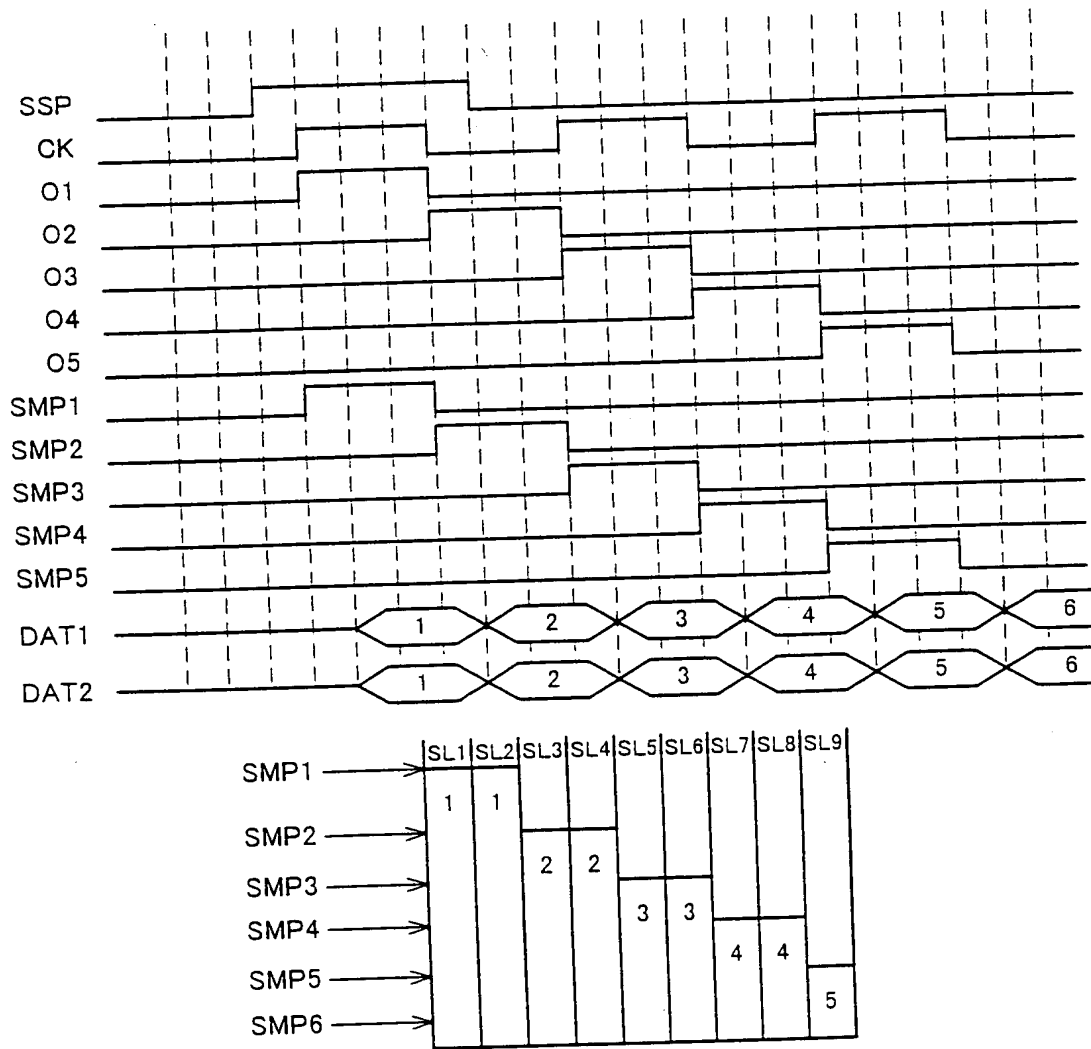 SSP
CK
O1
O2
O3
O4
O5
SMP1
SMP2
SMP3
SMP4
SMP5
DAT1 1 2 3 4 5 6
DAT2 1 2 3 4 5 6
SL1 SL2 SL3 SL4 SL5 SL6 SL7 SL8 SL9
SMP1
1 1
SMP2
2 2
SMP3
3 3
SMP4
4 4
SMP5
5
SMP6